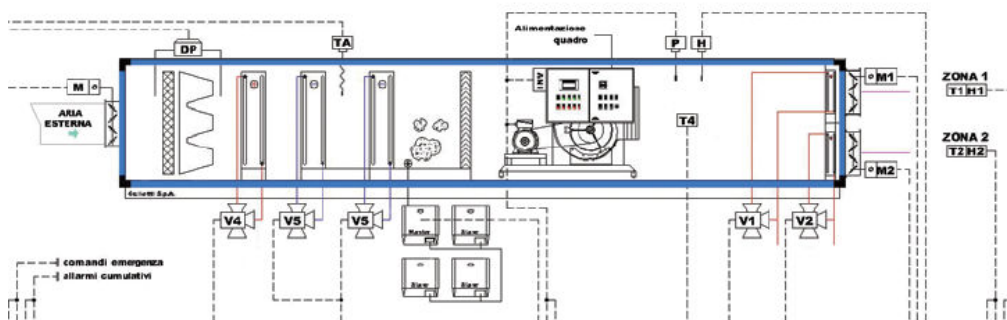 Alimentazione
quadro
DP
TA
P
H
M
INV
M1
ZONA 1
T1 H1
ARIA
ESTERNA
T4
ZONA 2
T2 H2
M2
V4
V5
V5
Master
Slave
V1
V2
Slave
Slave
comandi emergenza
allarmi cumulativi